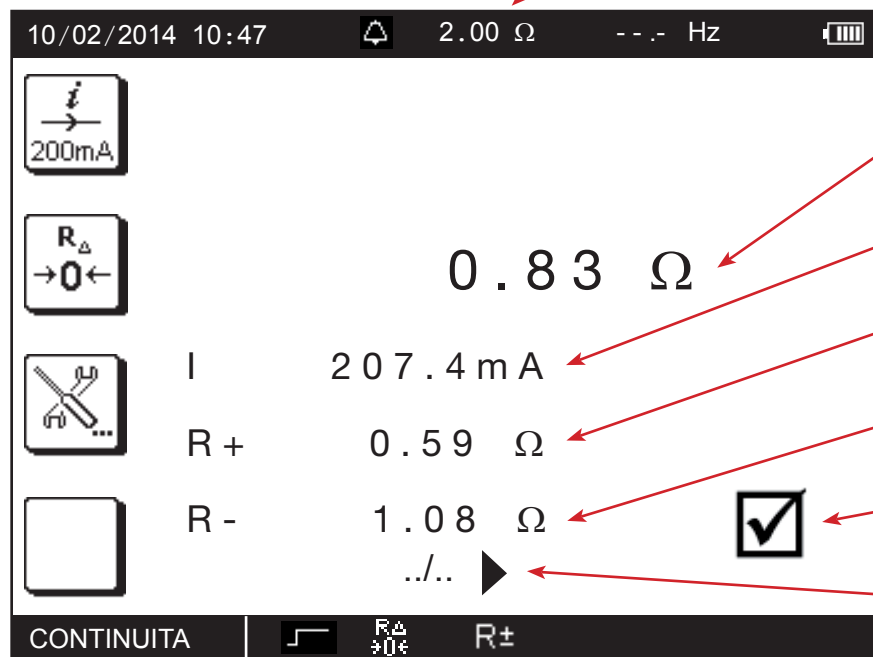 10/02/2014 10:47 2.00 Ω - - .- Hz
i
200mA
RΔ
→0←
0.83 Ω
I 207.4mA
R+ 0.59 Ω
...
R- 1.08 Ω
../..
CONTINUITA RΔ →0← R±